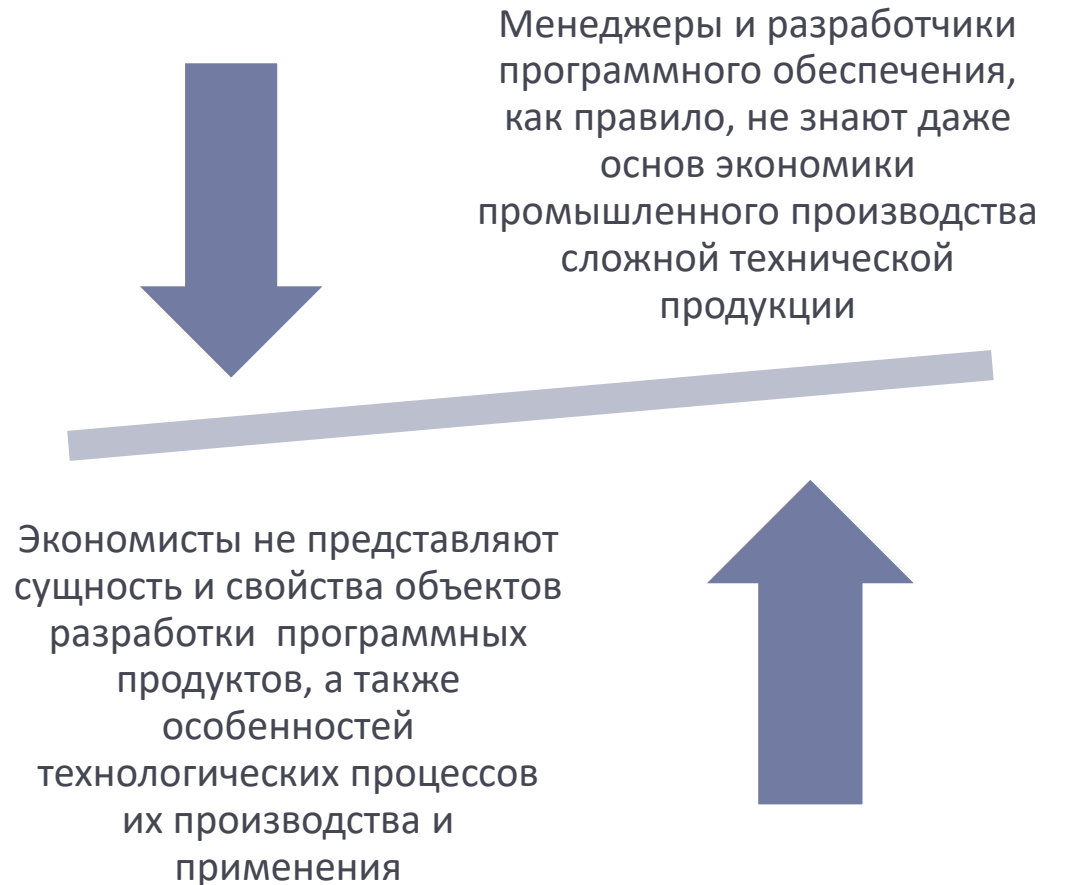 Менеджеры и разработчики
программного обеспечения,
как правило, не знают даже
основ экономики
промышленного производства
сложной технической
продукции
Экономисты не представляют
сущность и свойства объектов
разработки  программных
продуктов, а также
особенностей
технологических процессов
их производства и
применения